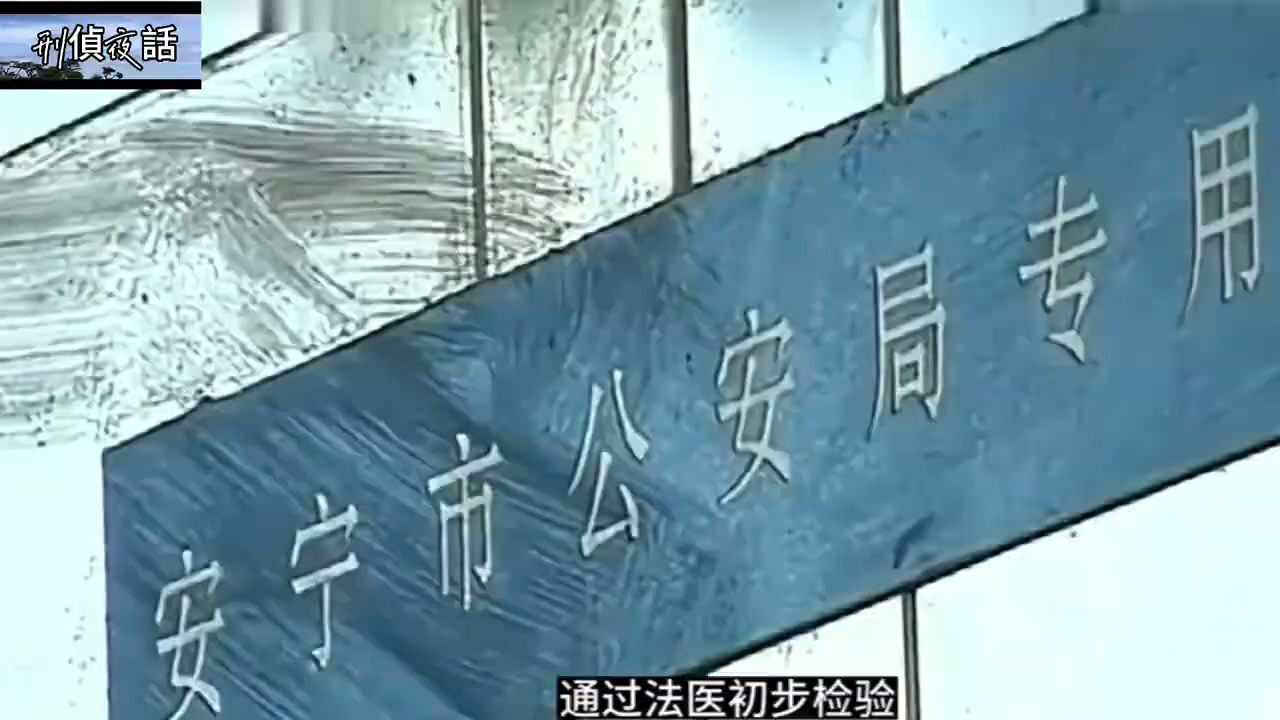 刑偵夜話
安宁市公安局专用
通过法医初步检验